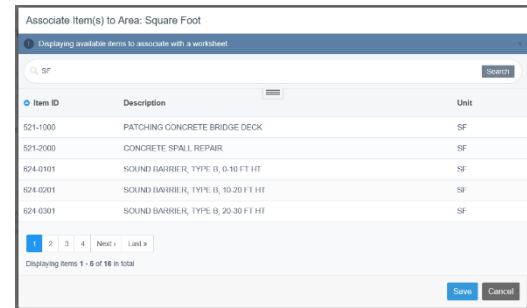 Associate Item(s) to Area: Square Foot
Displaying available items to associate with a worksheet.
SF Search
Item ID Description Unit
521-1000 PATCHING CONCRETE BRIDGE DECK SF
521-2000 CONCRETE SPALL REPAIR SF
624-0101 SOUND BARRIER, TYPE B, 0-10 FT HT SF
624-0201 SOUND BARRIER, TYPE B, 10-20 FT HT SF
624-0301 SOUND BARRIER, TYPE B, 20-30 FT HT SF
1 2 3 4 Next › Last »
Displaying items 1 - 5 of 16 in total
Save Cancel